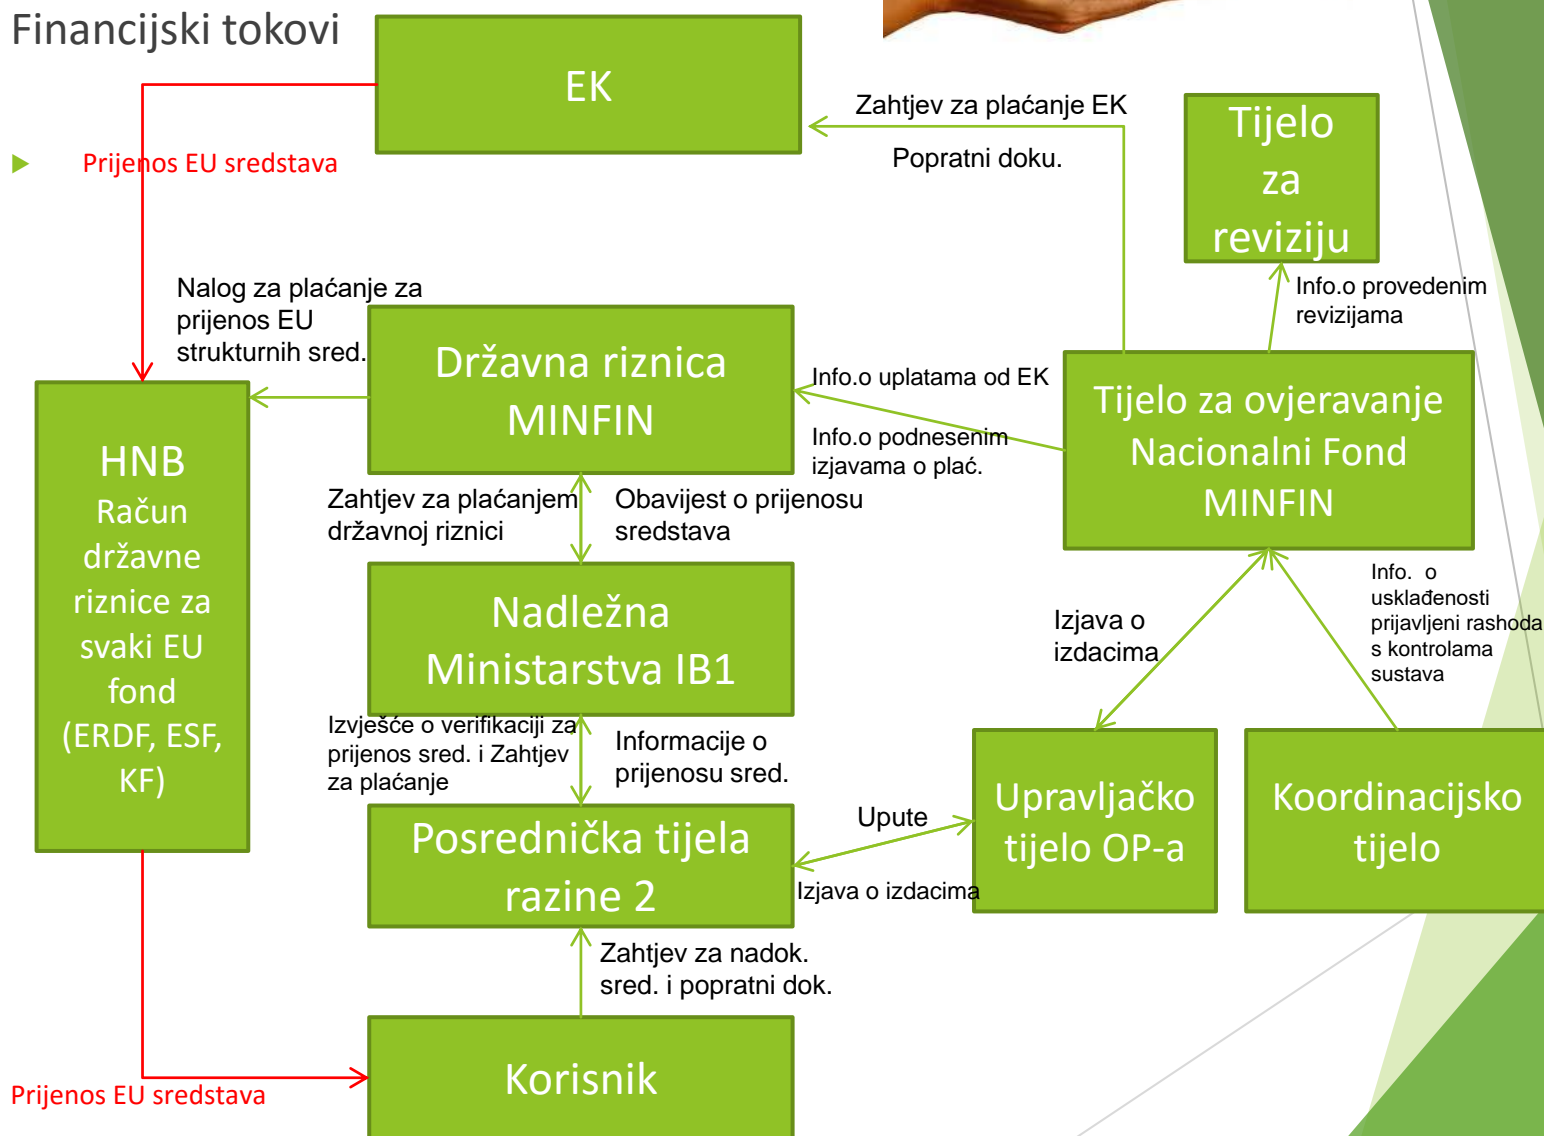 Financijski tokovi
EK
Prijenos EU sredstava
Zahtjev za plaćanje EK
Popratni doku.
Tijelo
za
reviziju
Info.o provedenim
revizijama
Nalog za plaćanje za
prijenos EU
strukturnih sred.
Državna riznica
MINFIN
Info.o uplatama od EK
Info.o podnesenim
izjavama o plać.
Tijelo za ovjeravanje
Nacionalni Fond
MINFIN
HNB
Račun
državne
riznice za
svaki EU
fond
(ERDF, ESF,
KF)
Zahtjev za plaćanjem
državnoj riznici
Obavijest o prijenosu
sredstava
Nadležna
Ministarstva IB1
Izjava o
izdacima
Info. o
usklađenosti
prijavljeni rashoda
s kontrolama
sustava
Izvješće o verifikaciji za
prijenos sred. i Zahtjev
za plaćanje
Informacije o
prijenosu sred.
Posrednička tijela
razine 2
Upute
Izjava o izdacima
Upravljačko
tijelo OP-a
Koordinacijsko
tijelo
Zahtjev za nadok.
sred. i popratni dok.
Korisnik
Prijenos EU sredstava